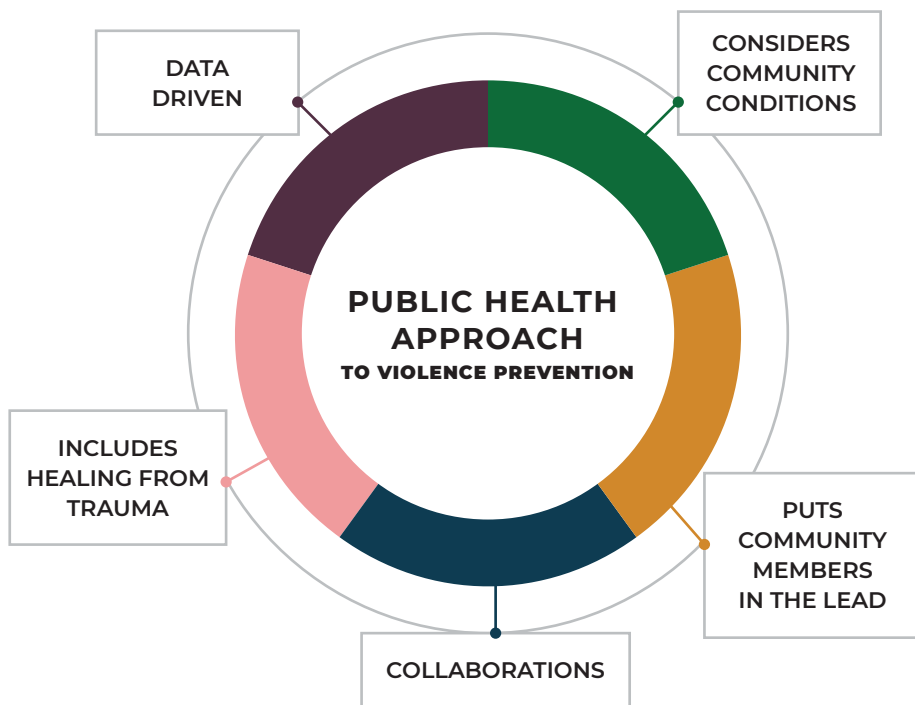 DATA
DRIVEN
CONSIDERS
COMMUNITY
CONDITIONS
PUBLIC HEALTH
APPROACH
TO VIOLENCE PREVENTION
INCLUDES
HEALING FROM
TRAUMA
PUTS
COMMUNITY
MEMBERS
IN THE LEAD
COLLABORATIONS